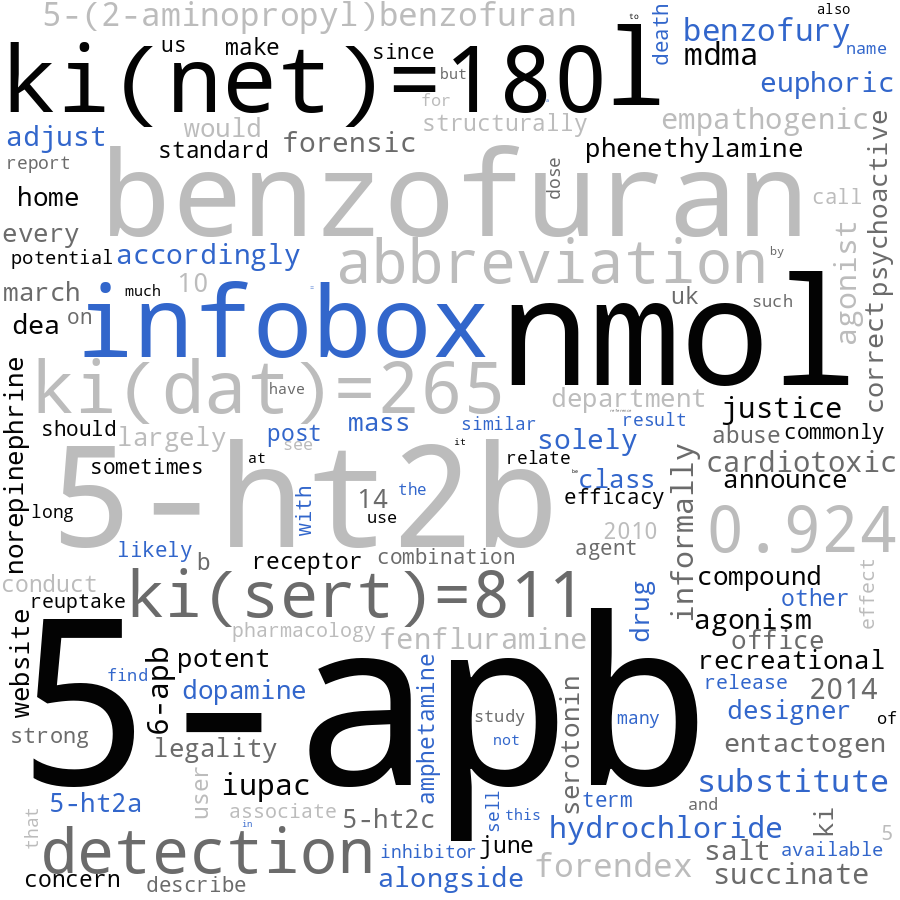 5-(2-aminopropyl)benzofuran
to
death
also
benzofury
us
make
since
mdma
name
ki(net)=180l
but
euphoric
for
adjust
would
structurally
empathogenic
report
standard
forensic
phenethylamine
psychoactive
dose
home
benzofuran
call
every
potential
accordingly
abbreviation
by
agonist
march
much
10
infobox
nmol
uk
such
dea
on
correct
norepinephrine
ki(dat)=265
have
department
justice
should
largely
post
see
mass
similar
result
abuse
commonly
solely
sometimes
at
it
relate
cardiotoxic
be
class
announce
5-ht2b
with
14
the
efficacy
informally
long
use
2010
0.924
likely
b
receptor
combination
agent
conduct
reuptake
ki(sert)=811
compound
effect
drug
other
website
pharmacology
fenfluramine
agonism
office
6-apb
potent
recreational
find
dopamine
amphetamine
release
2014
5-apb
serotonin
study
many
designer
of
strong
legality
not
entactogen
user
iupac
substitute
5-ht2a
associate
term
and
that
in
5-ht2c
sell
this
hydrochloride
ki
5
detection
inhibitor
june
salt
available
concern
describe
alongside
forendex
succinate